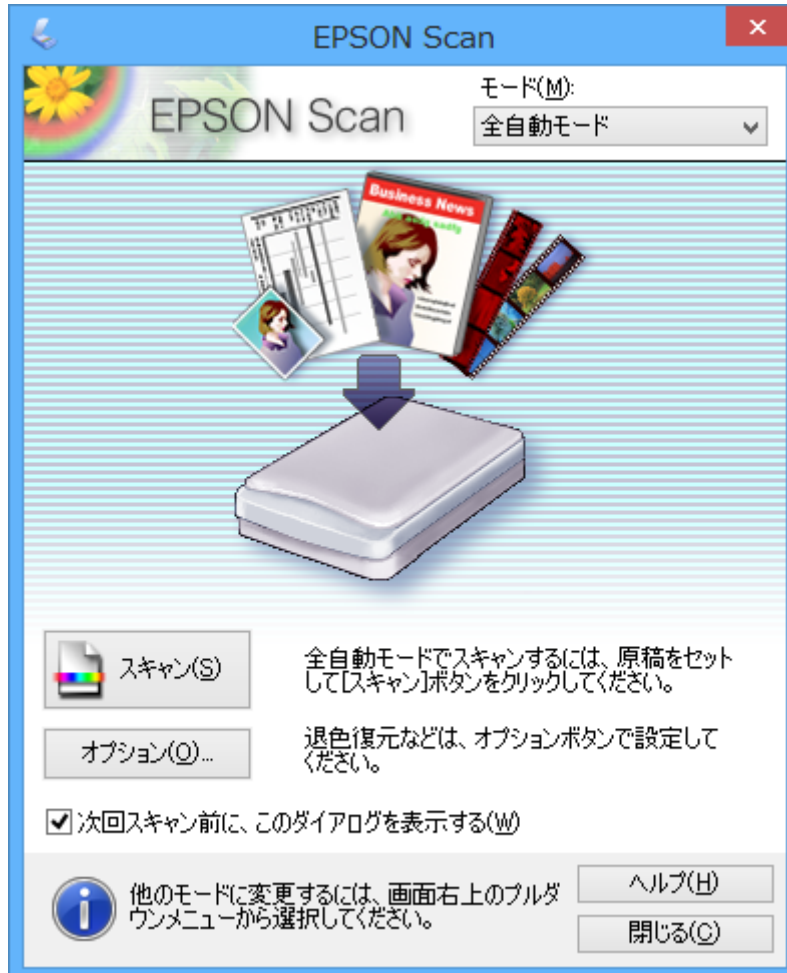 EPSON Scan
EPSON Scan
モード(M):
全自動モード
Business News
スキャン(S)
全自動モードでスキャンするには、原稿をセット
して[スキャン]ボタンをクリックしてください。
オプション(O)...
退色復元などは、オプションボタンで設定して
ください。
次回スキャン前に、このダイアログを表示する(W)
他のモードに変更するには、画面右上のプルダ
ウンメニューから選択してください。
ヘルプ(H)
閉じる(C)